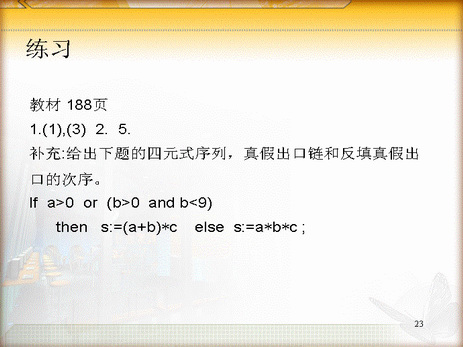 练习
教材 188页
1.(1),(3) 2. 5.
补充:给出下题的四元式序列，真假出口链和反填真假出
口的次序。
If a>0 or (b>0 and b<9)
then s:=(a+b)*c else s:=a*b*c ;
23